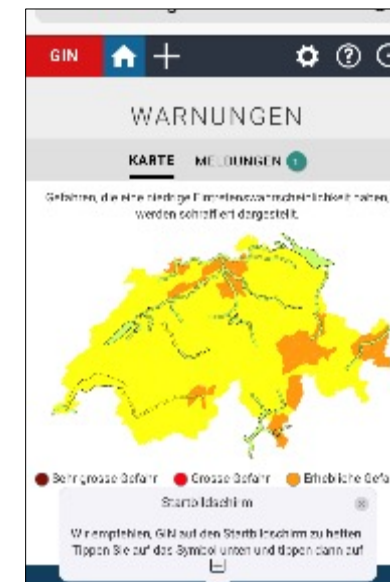 GIN
WARNUNGEN
KARTE MELDUNGEN 1
Gefahren, die eine niedrige Eintretenswahrscheinlichkeit haben,
werden schraffiert dargestellt.
Sehr grosse Gefahr Grosse Gefahr Erhebliche Gefa
Startbildschirm
Wir empfehlen, GIN auf den Startbildschirm zu heften
Tippen Sie auf das Symbol unten und tippen dann auf